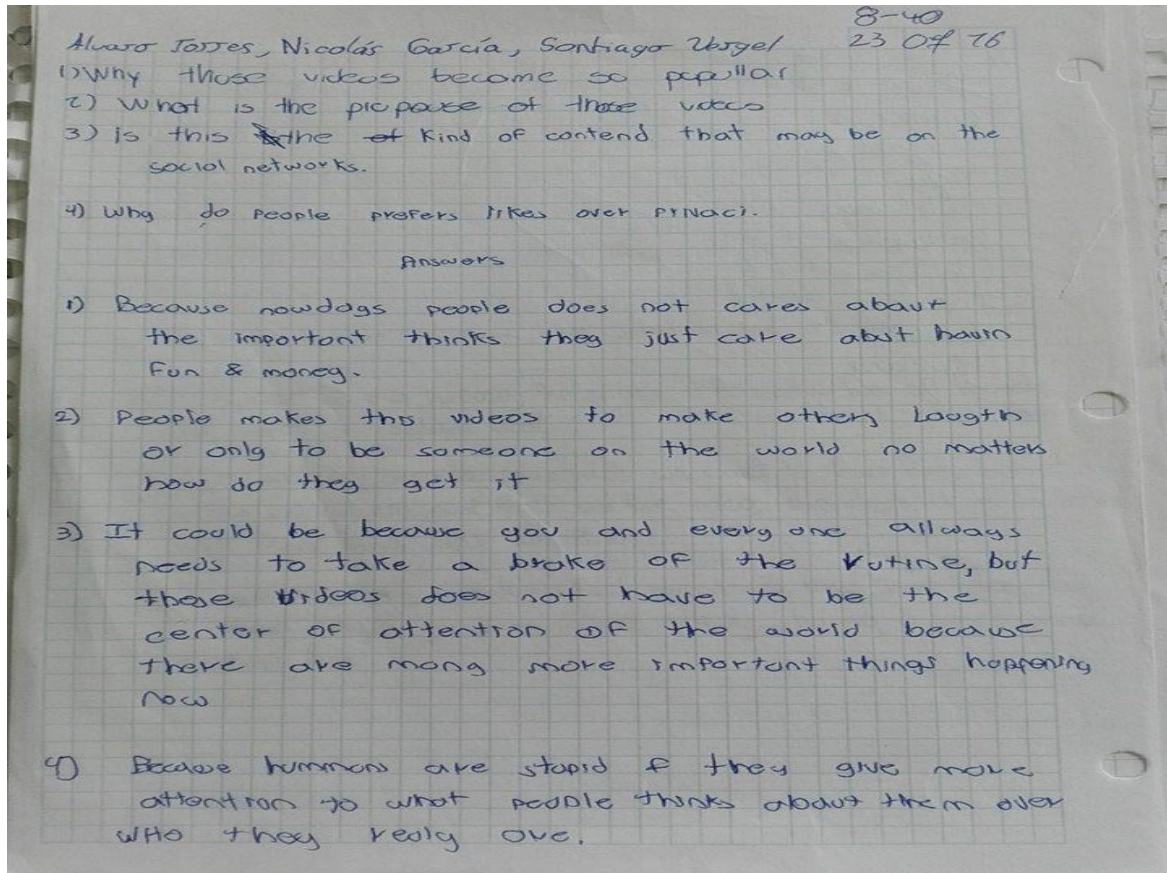 8-40
Alvaro Torres, Nicolás García, Santiago 23 04 16
1) Why those videos become so popullar
2) What is the prepouse of those videos
3) is this the kind of contend that may be on the
social networks.
4) Why do people prefers likes over privaci.
Answers
1) Because nowdays people does not cares abaut
the important thinks they just care abut havin
Fun & money.
2) People makes this videos to make others Laugth
or only to be someone on the world no matters
how do they get it
3) It could be because you and every one allways
needs to take a brake of the rutine, but
these videos does not have to be the
center of attention of the world because
there are many more important things happening
now
4) Because hummans are stupid & they give more
attention to what people thinks about them over
WHO they realy are.